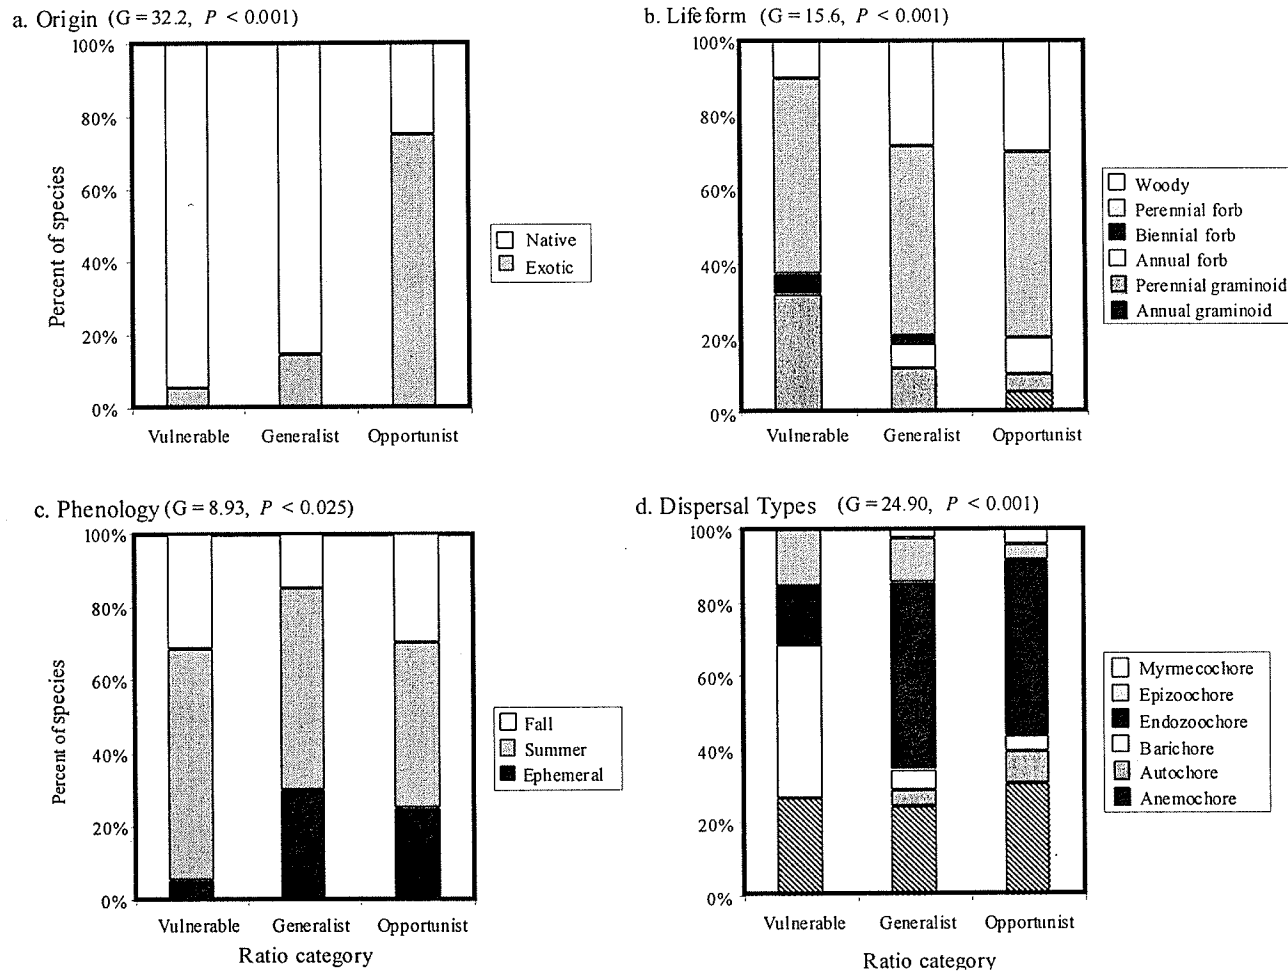 a. Origin (G = 32.2, P < 0.001)
100%
80%
60%
40%
20%
0%
Percent of species
Vulnerable Generalist Opportunist
Native
Exotic
b. Lifeform (G = 15.6, P < 0.001)
100%
80%
60%
40%
20%
0%
Vulnerable Generalist Opportunist
Woody
Perennial forb
Biennial forb
Annual forb
Perennial graminoid
Annual graminoid
c. Phenology (G = 8.93, P < 0.025)
100%
80%
60%
40%
20%
0%
Percent of species
Vulnerable Generalist Opportunist
Ratio category
Fall
Summer
Ephemeral
d. Dispersal Types (G = 24.90, P < 0.001)
100%
80%
60%
40%
20%
0%
Vulnerable Generalist Opportunist
Ratio category
Myrmecochore
Epizoochore
Endozoochore
Barichore
Autochore
Anemochore